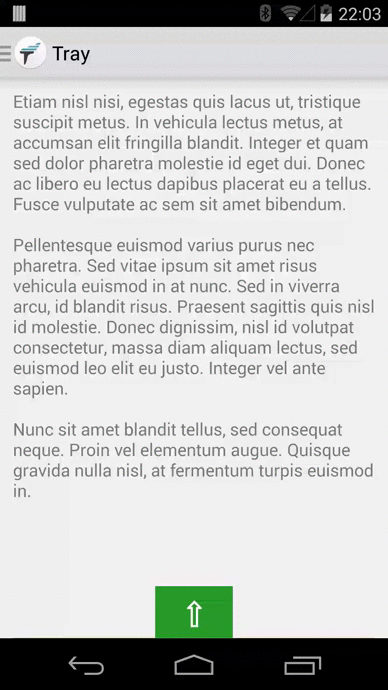 22:03
Tray
Etiam nisl nisi, egestas quis lacus ut, tristique
suscipit metus. In vehicula lectus metus, at
accumsan elit fringilla blandit. Integer et quam
sed dolor pharetra molestie id eget dui. Donec
ac libero eu lectus dapibus placerat eu a tellus.
Fusce vulputate ac sem sit amet bibendum.
Pellentesque euismod varius purus nec
pharetra. Sed vitae ipsum sit amet risus
vehicula euismod in at nunc. Sed in viverra
arcu, id blandit risus. Praesent sagittis quis nisl
id molestie. Donec dignissim, nisl id volutpat
consectetur, massa diam aliquam lectus, sed
euismod leo elit eu justo. Integer vel ante
sapien.
Nunc sit amet blandit tellus, sed consequat
neque. Proin vel elementum augue. Quisque
gravida nulla nisl, at fermentum turpis euismod
in.